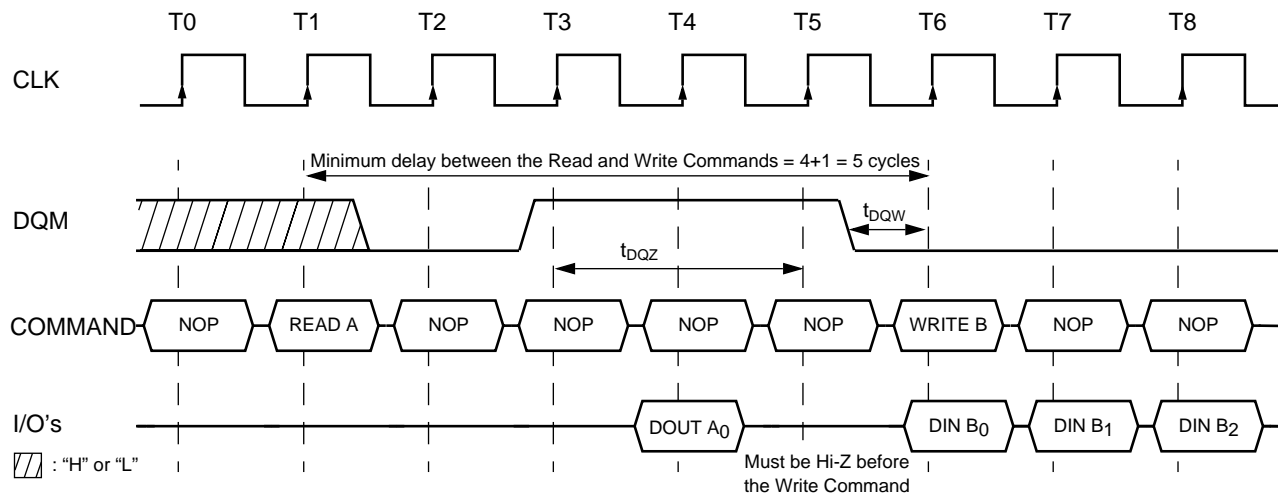 T0 T1 T2 T3 T4 T5 T6 T7 T8
CLK
Minimum delay between the Read and Write Commands = 4+1 = 5 cycles
DQM
tDQW
tDQZ
COMMAND NOP READ A NOP NOP NOP NOP WRITE B NOP NOP
I/O's DOUT A0 DIN B0 DIN B1 DIN B2
: “H” or “L”
Must be Hi-Z before
the Write Command